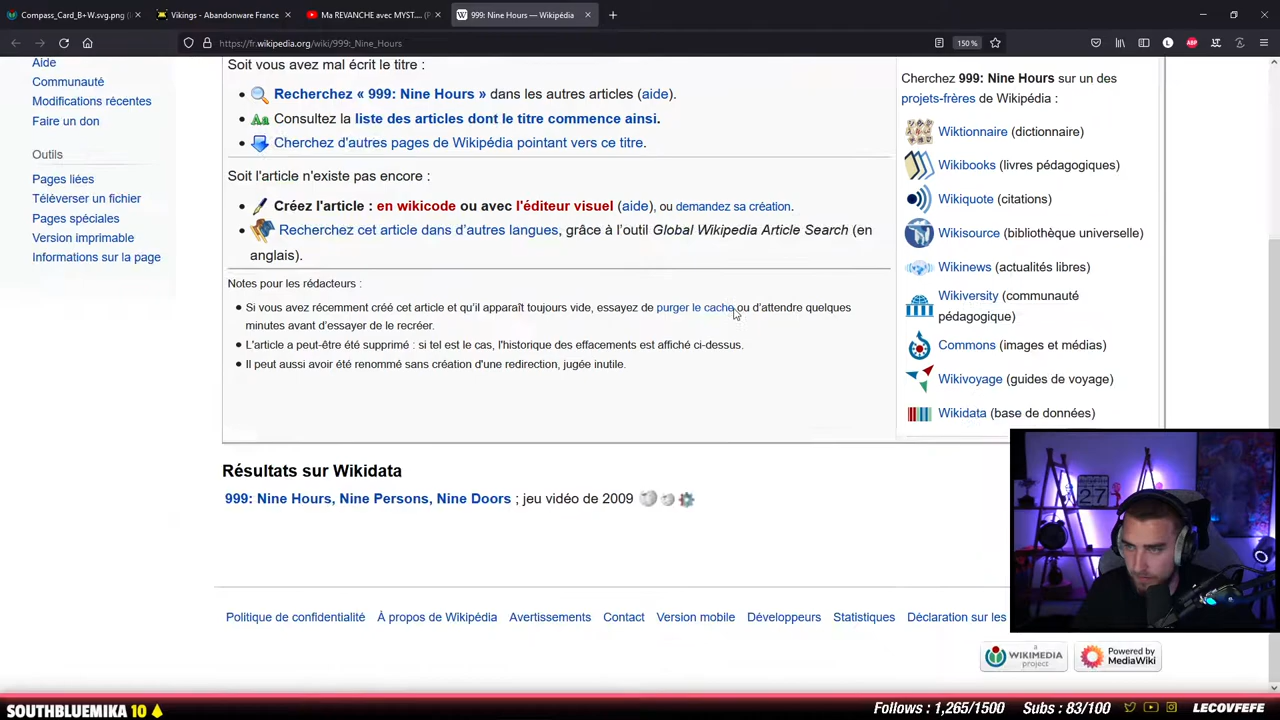 Compass_Card_B+W.svg.png (
Vikings - Abandonware France
Ma REVANCHE avec MYST.... (P
999: Nine Hours — Wikipédia
https://fr.wikipedia.org/wiki/999:_Nine_Hours
150 %
Aide
Communauté
Modifications récentes
Faire un don
Outils
Pages liées
Téléverser un fichier
Pages spéciales
Version imprimable
Informations sur la page
Soit vous avez mal écrit le titre :
Recherchez « 999: Nine Hours » dans les autres articles (aide).
Consultez la liste des articles dont le titre commence ainsi.
Cherchez d'autres pages de Wikipédia pointant vers ce titre.
Soit l'article n'existe pas encore :
Créez l'article : en wikicode ou avec l'éditeur visuel (aide), ou demandez sa création.
Recherchez cet article dans d'autres langues, grâce à l'outil Global Wikipedia Article Search (en
anglais).
Notes pour les rédacteurs :
Si vous avez récemment créé cet article et qu'il apparaît toujours vide, essayez de purger le cache ou d'attendre quelques
minutes avant d'essayer de le recréer.
L'article a peut-être été supprimé : si tel est le cas, l'historique des effacements est affiché ci-dessus.
Il peut aussi avoir été renommé sans création d'une redirection, jugée inutile.
Cherchez 999: Nine Hours sur un des
projets-frères de Wikipédia :
Wiktionnaire (dictionnaire)
Wikibooks (livres pédagogiques)
Wikiquote (citations)
Wikisource (bibliothèque universelle)
Wikinews (actualités libres)
Wikiversity (communauté
pédagogique)
Commons (images et médias)
Wikivoyage (guides de voyage)
Wikidata (base de données)
Résultats sur Wikidata
999: Nine Hours, Nine Persons, Nine Doors ; jeu vidéo de 2009
Politique de confidentialité
À propos de Wikipédia
Avertissements
Contact
Version mobile
Développeurs
Statistiques
Déclaration sur les
a
WIKIMEDIA
project
Powered by
MediaWiki
27
SOUTHBLUEMIKA 10
Follows : 1,265/1500
Subs : 83/100
LECOVFEFE